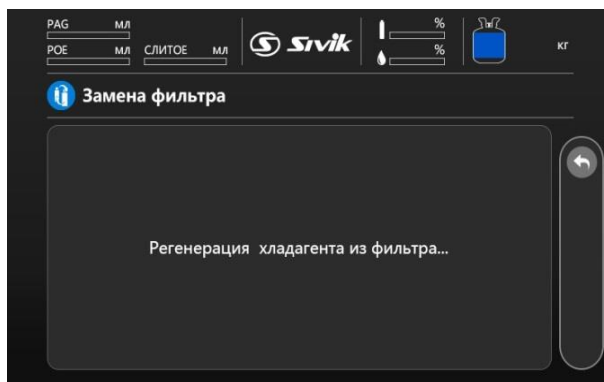 PAG мл
POE мл СЛИТОЕ мл
Sivik
%
%
кг
Замена фильтра
Регенерация хладагента из фильтра...